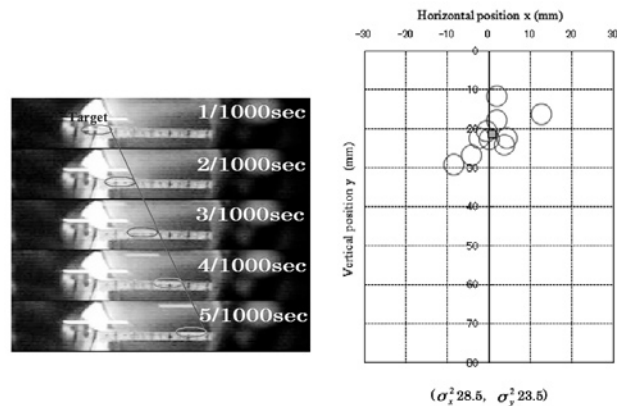 Target
1/1000sec
2/1000sec
3/1000sec
4/1000sec
5/1000sec
Horizontal position x (mm)
-30 -20 -10 0 10 20 30
0
10
20
30
40
50
60
70
80
Vertical position y (mm)
(σx² 28.5, σy² 23.5)